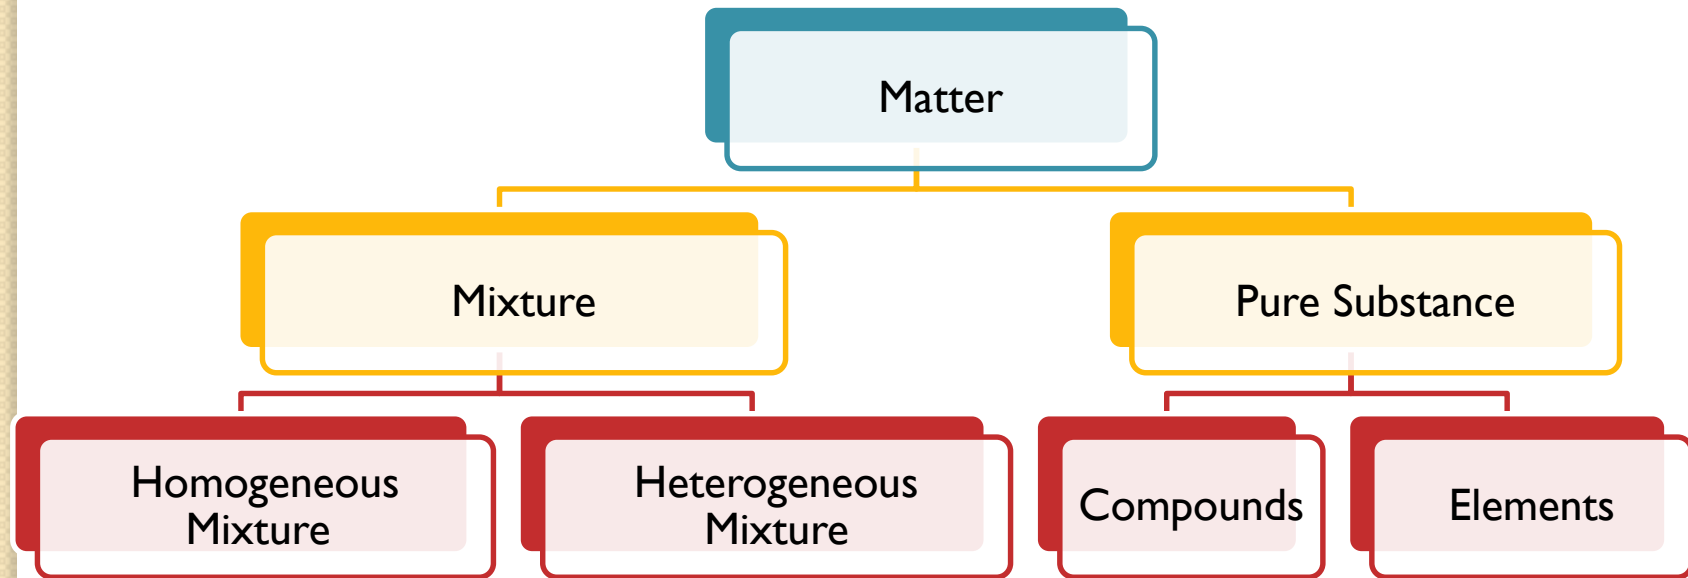 Matter
Mixture
Pure Substance
Homogeneous
Mixture
Heterogeneous
Mixture
Compounds
Elements